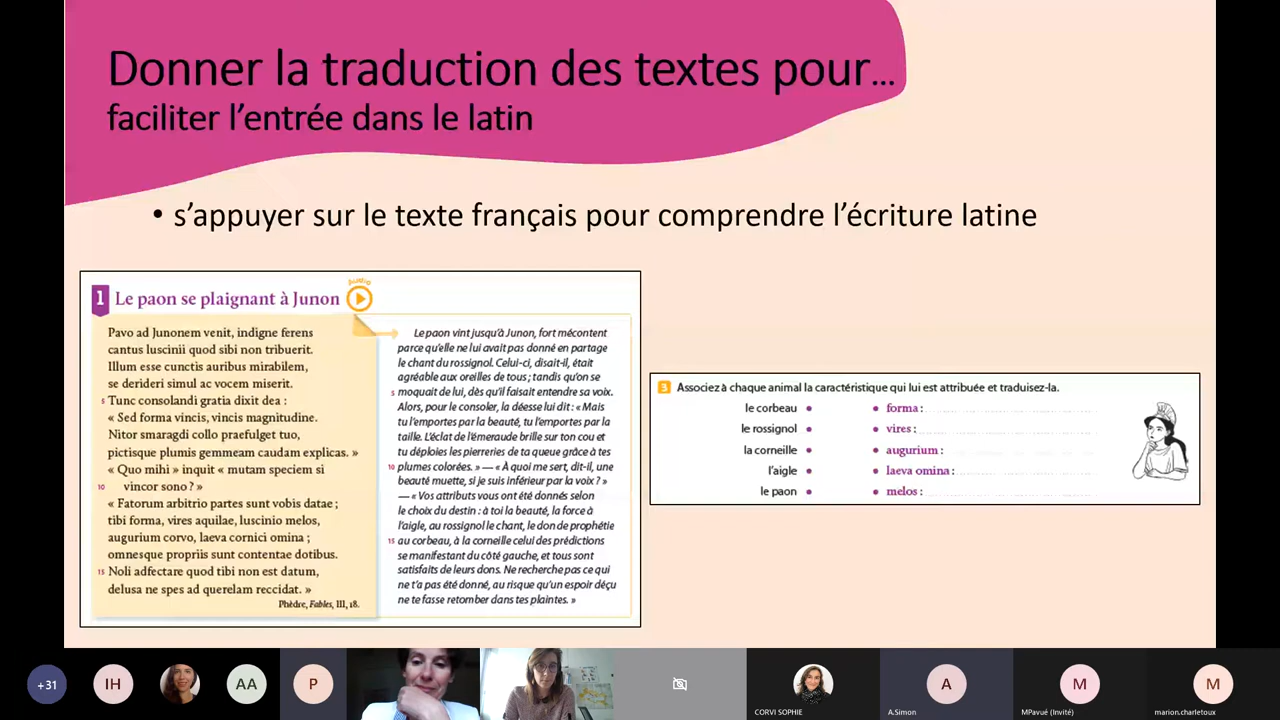 Donner la traduction des textes pour...
faciliter l'entrée dans le latin
• s'appuyer sur le texte français pour comprendre l'écriture latine
1 Le paon se plaignant à Junon
Pavo ad Junonem venit, indigne ferens
cantus luscinii quod sibi non tribuerit.
Illum esse cunctis auribus mirabilem,
se derideri simul ac vocem miserit.
5 Tunc consolandi gratia dixit dea :
« Sed forma vincis, vincis magnitudine.
Nitor smaragdi collo praefulget tuo,
pictisque plumis gemmeam caudam explicas. »
« Quo mihi » inquit « mutam speciem si
10 vincor sono ? »
« Fatorum arbitrio partes sunt vobis datae ;
tibi forma, vires aquilae, luscinio melos,
augurium corvo, laeva cornici omina ;
omnesque propriis sunt contentae dotibus.
15 Noli adfectare quod tibi non est datum,
delusa ne spes ad querelam reccidat. »
Phèdre, Fables, III, 18.
Le paon vint jusqu'à Junon, fort mécontent
parce qu'elle ne lui avait pas donné en partage
le chant du rossignol. Celui-ci, disait-il, était
agréable aux oreilles de tous ; tandis qu'on se
5 moquait de lui, dès qu'il faisait entendre sa voix.
Alors, pour le consoler, la déesse lui dit : « Mais
tu l'emportes par la beauté, tu l'emportes par la
taille. L'éclat de l'émeraude brille sur ton cou et
tu déploies les pierreries de ta queue grâce à tes
10 plumes colorées. » — « À quoi me sert, dit-il, une
beauté muette, si je suis inférieur par la voix ? »
— « Vos attributs vous ont été donnés selon
le choix du destin : à toi la beauté, la force à
l'aigle, au rossignol le chant, le don de prophétie
15 au corbeau, à la corneille celui des prédictions
se manifestant du côté gauche, et tous sont
satisfaits de leurs dons. Ne recherche pas ce qui
ne t'a pas été donné, au risque qu'un espoir déçu
ne te fasse retomber dans tes plaintes. »
3 Associez à chaque animal la caractéristique qui lui est attribuée et traduisez-la.
le corbeau • • forma :
le rossignol • • vires :
la corneille • • augurium :
l'aigle • • laeva omina :
le paon • • melos :
+31 IH AA P A M M
CORVI SOPHIE A.Simon MPavué (Invité) marion.charletoux